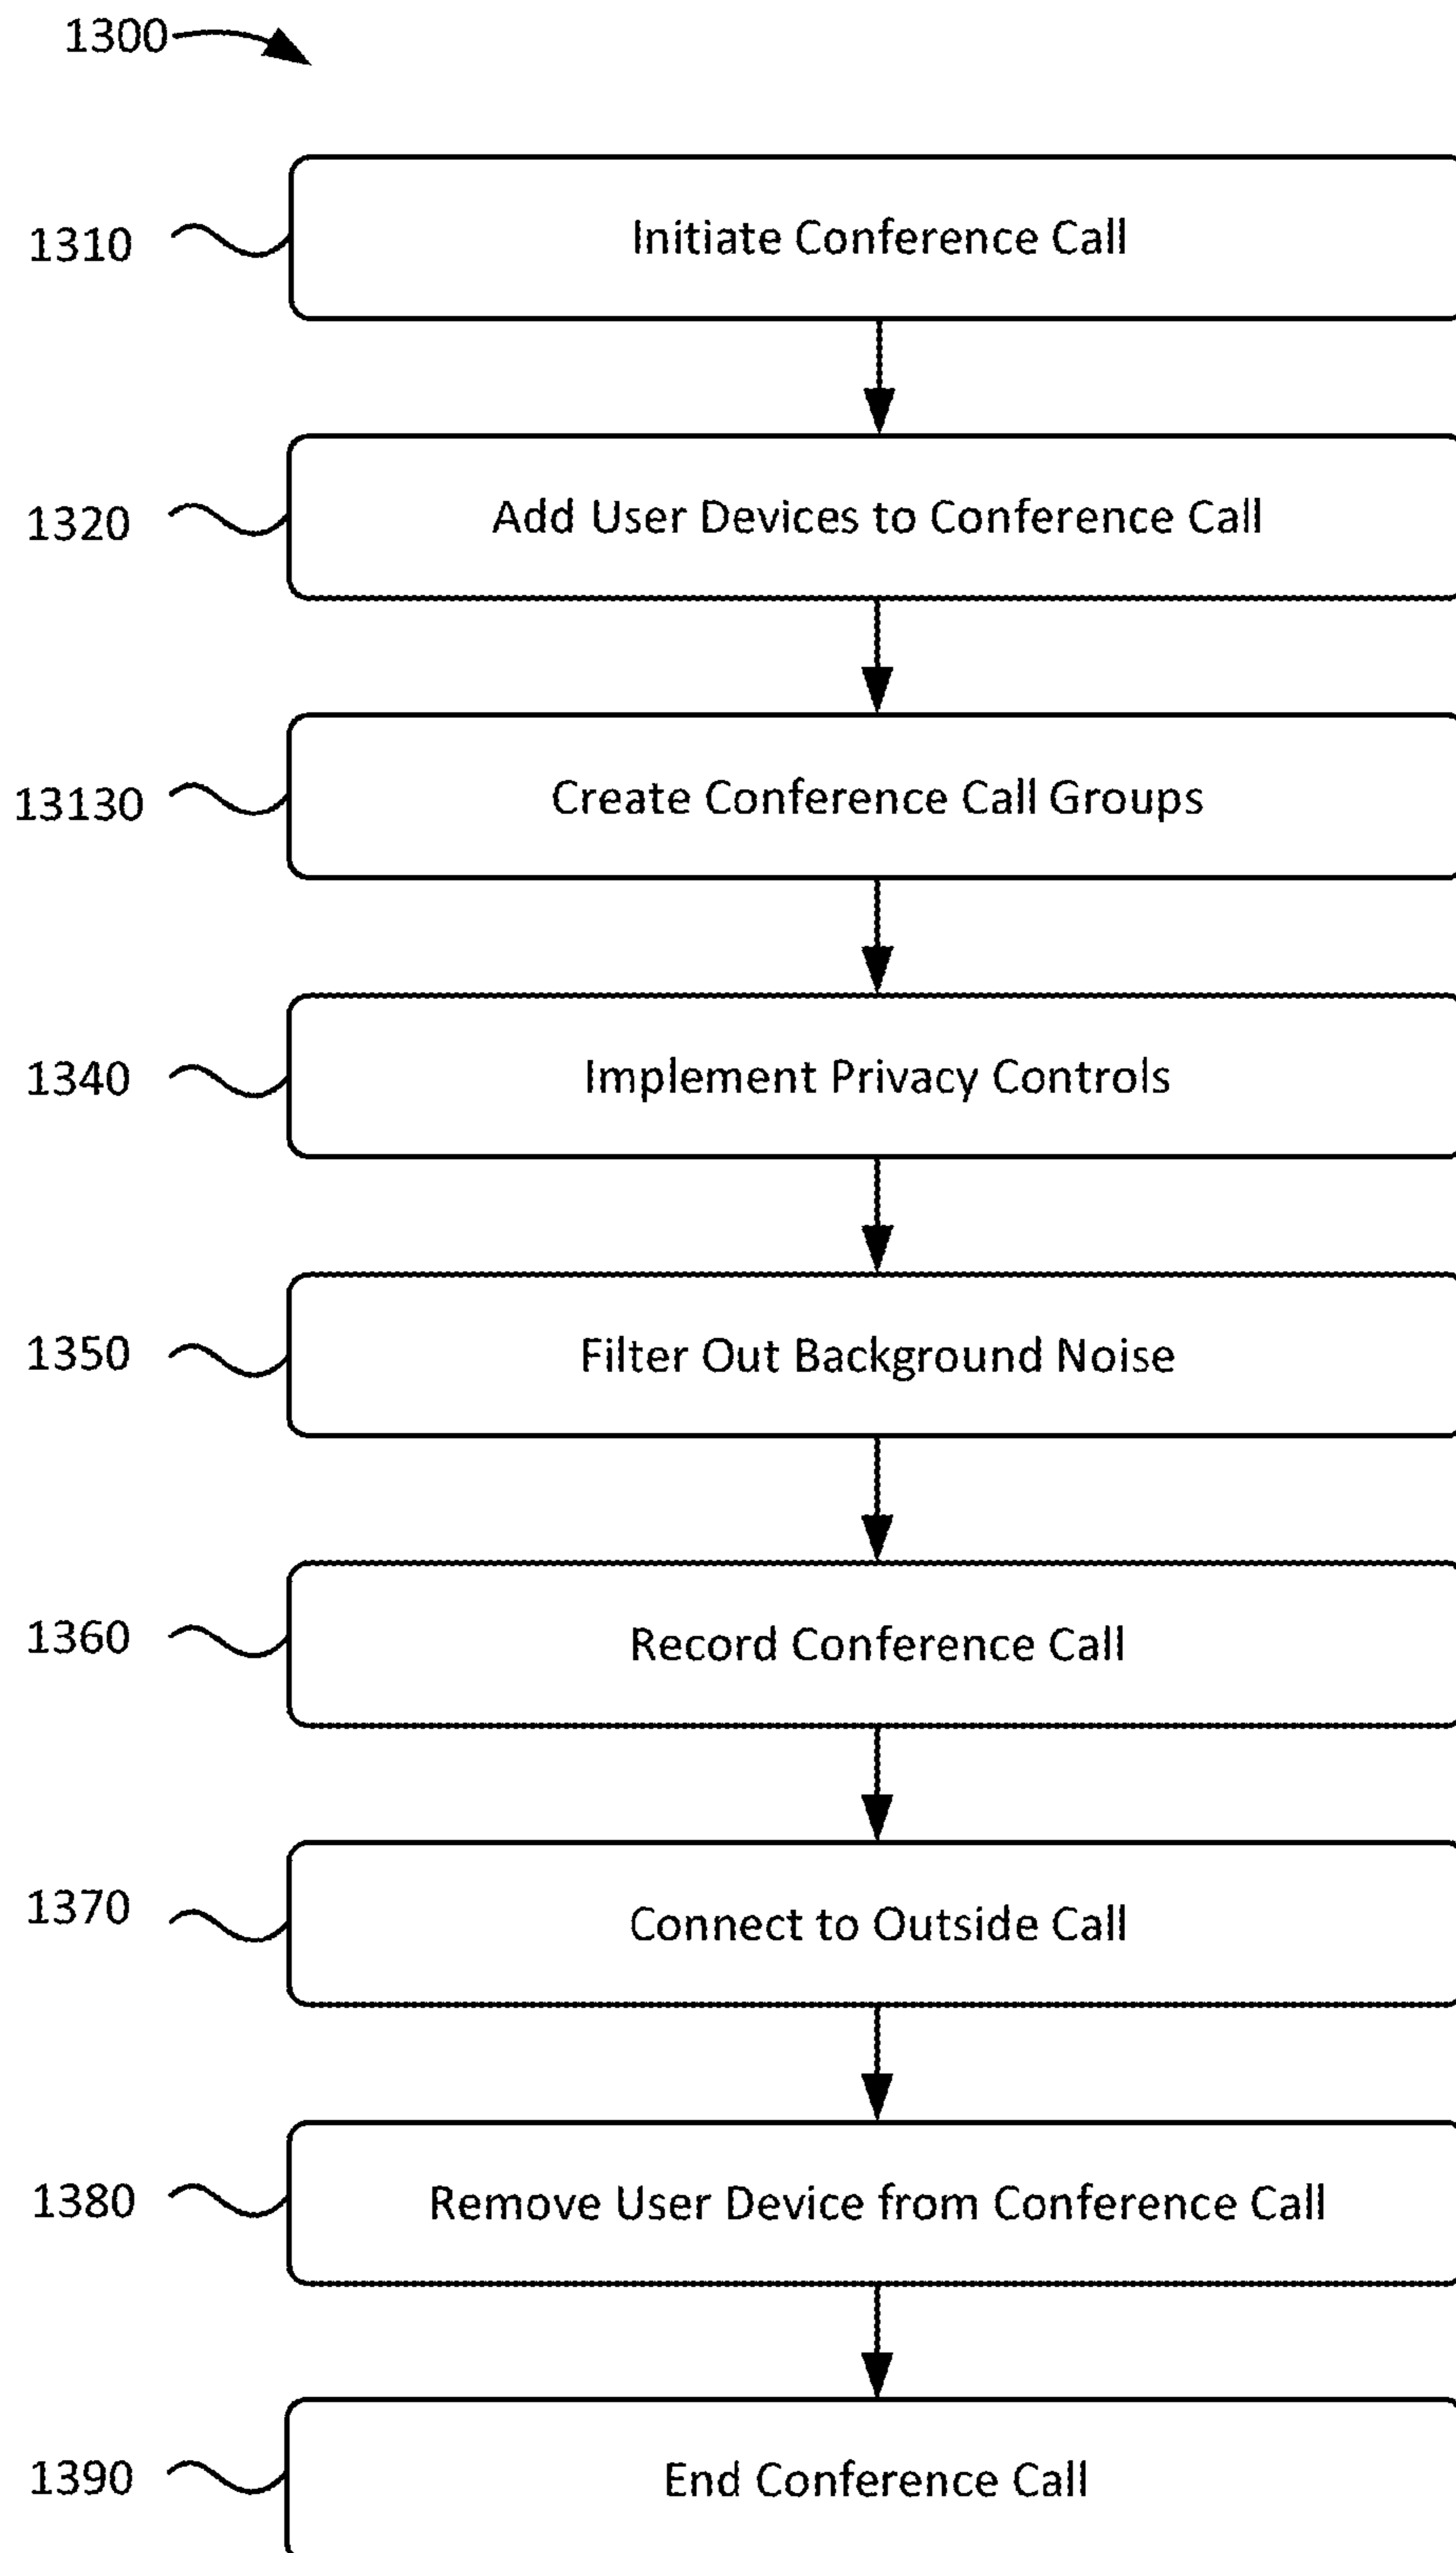 1300
1310
Initiate Conference Call
1320
Add User Devices to Conference Call
13130
Create Conference Call Groups
1340
Implement Privacy Controls
1350
Filter Out Background Noise
1360
Record Conference Call
1370
Connect to Outside Call
1380
Remove User Device from Conference Call
1390
End Conference Call